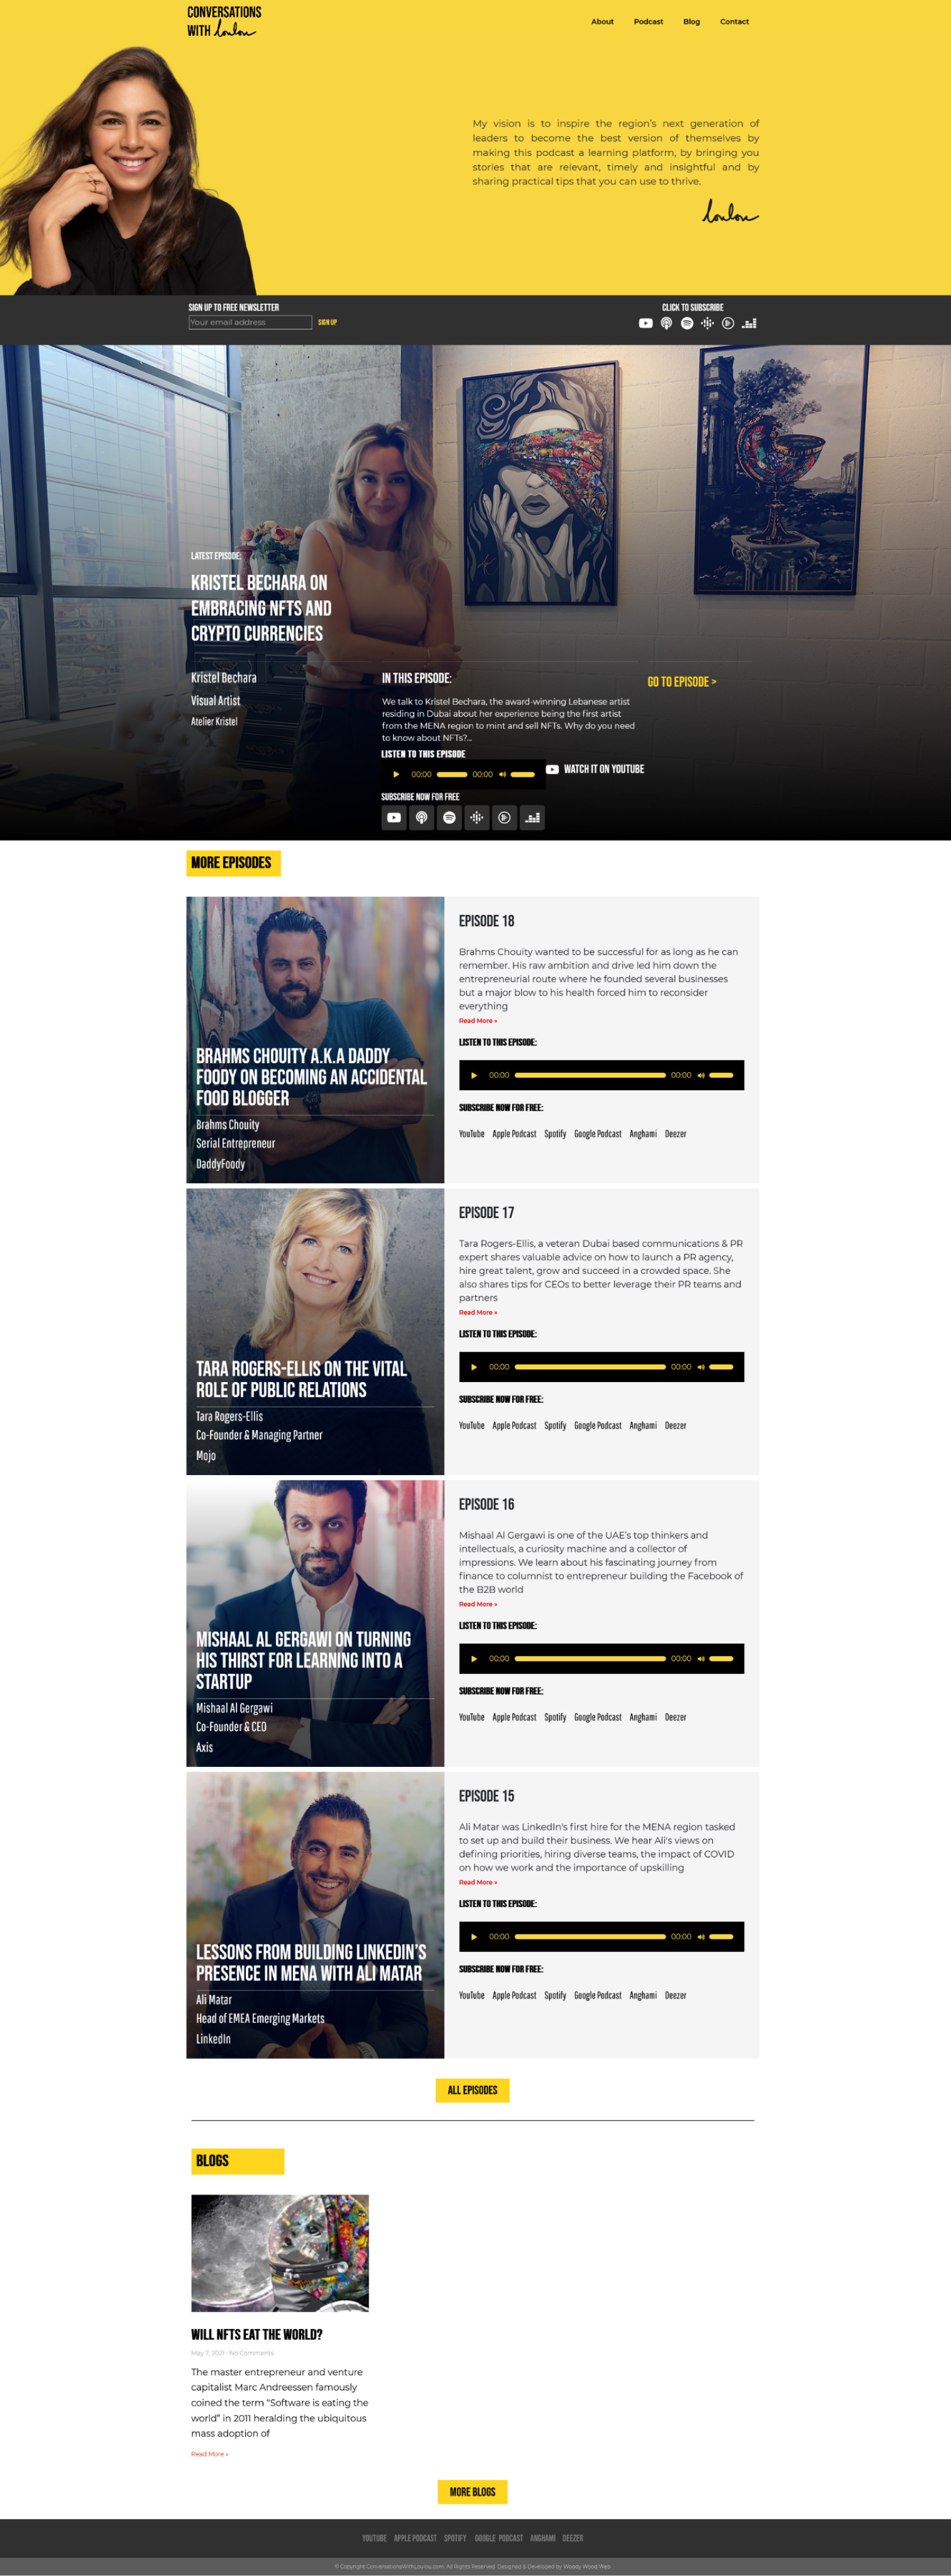 CONVERSATIONS
WITH loulou
About Podcast Blog Contact
My vision is to inspire the region's next generation of
leaders to become the best version of themselves by
making this podcast a learning platform, by bringing you
stories that are relevant, timely and insightful and by
sharing practical tips that you can use to thrive.
loulou
SIGN UP TO FREE NEWSLETTER
Your email address SIGN UP
CLICK TO SUBSCRIBE
LATEST EPISODE:
KRISTEL BECHARA ON
EMBRACING NFTS AND
CRYPTO CURRENCIES
Kristel Bechara
Visual Artist
Atelier Kristel
IN THIS EPISODE:
We talk to Kristel Bechara, the award-winning Lebanese artist
residing in Dubai about her experience being the first artist
from the MENA region to mint and sell NFTs. Why do you need
to know about NFTs?...
LISTEN TO THIS EPISODE
00:00 00:00
WATCH IT ON YOUTUBE
SUBSCRIBE NOW FOR FREE
GO TO EPISODE >
MORE EPISODES
BRAHMS CHOUITY A.K.A DADDY
FOODY ON BECOMING AN ACCIDENTAL
FOOD BLOGGER
Brahms Chouity
Serial Entrepreneur
DaddyFoody
EPISODE 18
Brahms Chouity wanted to be successful for as long as he can
remember. His raw ambition and drive led him down the
entrepreneurial route where he founded several businesses
but a major blow to his health forced him to reconsider
everything
Read More »
LISTEN TO THIS EPISODE:
00:00 00:00
SUBSCRIBE NOW FOR FREE:
YouTube Apple Podcast Spotify Google Podcast Anghami Deezer
TARA ROGERS-ELLIS ON THE VITAL
ROLE OF PUBLIC RELATIONS
Tara Rogers-Ellis
Co-Founder & Managing Partner
Mojo
EPISODE 17
Tara Rogers-Ellis, a veteran Dubai based communications & PR
expert shares valuable advice on how to launch a PR agency,
hire great talent, grow and succeed in a crowded space. She
also shares tips for CEOs to better leverage their PR teams and
partners
Read More »
LISTEN TO THIS EPISODE:
00:00 00:00
SUBSCRIBE NOW FOR FREE:
YouTube Apple Podcast Spotify Google Podcast Anghami Deezer
MISHAAL AL GERGAWI ON TURNING
HIS THIRST FOR LEARNING INTO A
STARTUP
Mishaal Al Gergawi
Co-Founder & CEO
Axis
EPISODE 16
Mishaal Al Gergawi is one of the UAE's top thinkers and
intellectuals, a curiosity machine and a collector of
impressions. We learn about his fascinating journey from
finance to columnist to entrepreneur building the Facebook of
the B2B world
Read More »
LISTEN TO THIS EPISODE:
00:00 00:00
SUBSCRIBE NOW FOR FREE:
YouTube Apple Podcast Spotify Google Podcast Anghami Deezer
LESSONS FROM BUILDING LINKEDIN'S
PRESENCE IN MENA WITH ALI MATAR
Ali Matar
Head of EMEA Emerging Markets
LinkedIn
EPISODE 15
Ali Matar was LinkedIn's first hire for the MENA region tasked
to set up and build their business. We hear Ali's views on
defining priorities, hiring diverse teams, the impact of COVID
on how we work and the importance of upskilling
Read More »
LISTEN TO THIS EPISODE:
00:00 00:00
SUBSCRIBE NOW FOR FREE:
YouTube Apple Podcast Spotify Google Podcast Anghami Deezer
ALL EPISODES
BLOGS
WILL NFTS EAT THE WORLD?
May 7, 2021 • No Comments
The master entrepreneur and venture
capitalist Marc Andreessen famously
coined the term "Software is eating the
world" in 2011 heralding the ubiquitous
mass adoption of
Read More »
MORE BLOGS
YOUTUBE APPLE PODCAST SPOTIFY GOOGLE PODCAST ANGHAMI DEEZER
© Copyright ConversationsWithLoulou.com. All Rights Reserved. Designed & Developed by Woody Wood Web